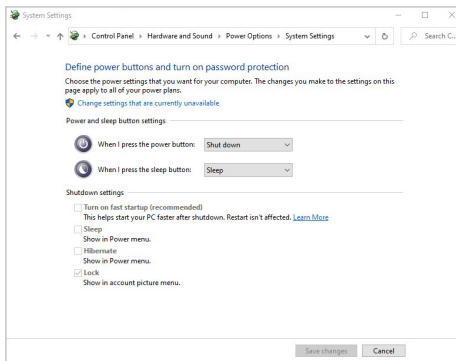 System Settings
Control Panel > Hardware and Sound > Power Options > System Settings
Search C...
Define power buttons and turn on password protection
Choose the power settings that you want for your computer. The changes you make to the settings on this
page apply to all of your power plans.
Change settings that are currently unavailable
Power and sleep button settings
When I press the power button: Shut down
When I press the sleep button: Sleep
Shutdown settings
Turn on fast startup (recommended)
This helps start your PC faster after shutdown. Restart isn't affected. Learn More
Sleep
Show in Power menu.
Hibernate
Show in Power menu.
Lock
Show in account picture menu.
Save changes Cancel